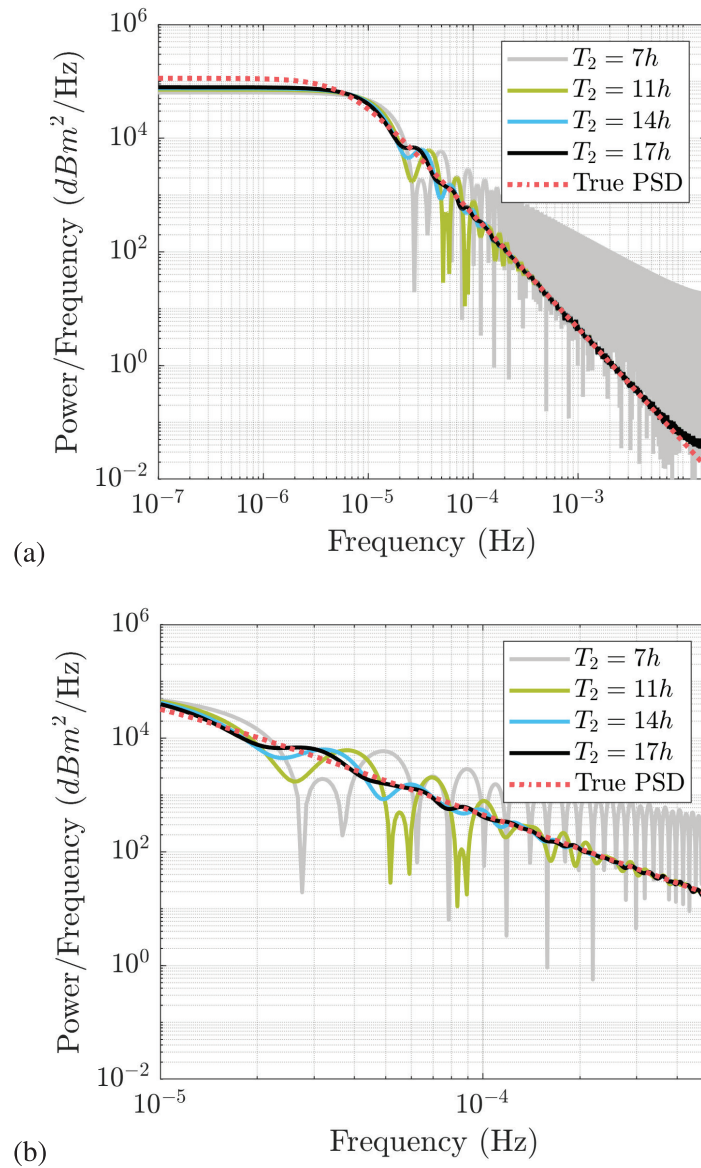 10^6
10^4
10^2
10^0
10^-2
Power/Frequency (dBm^2/Hz)
T_2 = 7h
T_2 = 11h
T_2 = 14h
T_2 = 17h
True PSD
10^-7
10^-6
10^-5
10^-4
10^-3
Frequency (Hz)
(a)
10^6
10^4
10^2
10^0
10^-2
Power/Frequency (dBm^2/Hz)
T_2 = 7h
T_2 = 11h
T_2 = 14h
T_2 = 17h
True PSD
10^-5
10^-4
Frequency (Hz)
(b)